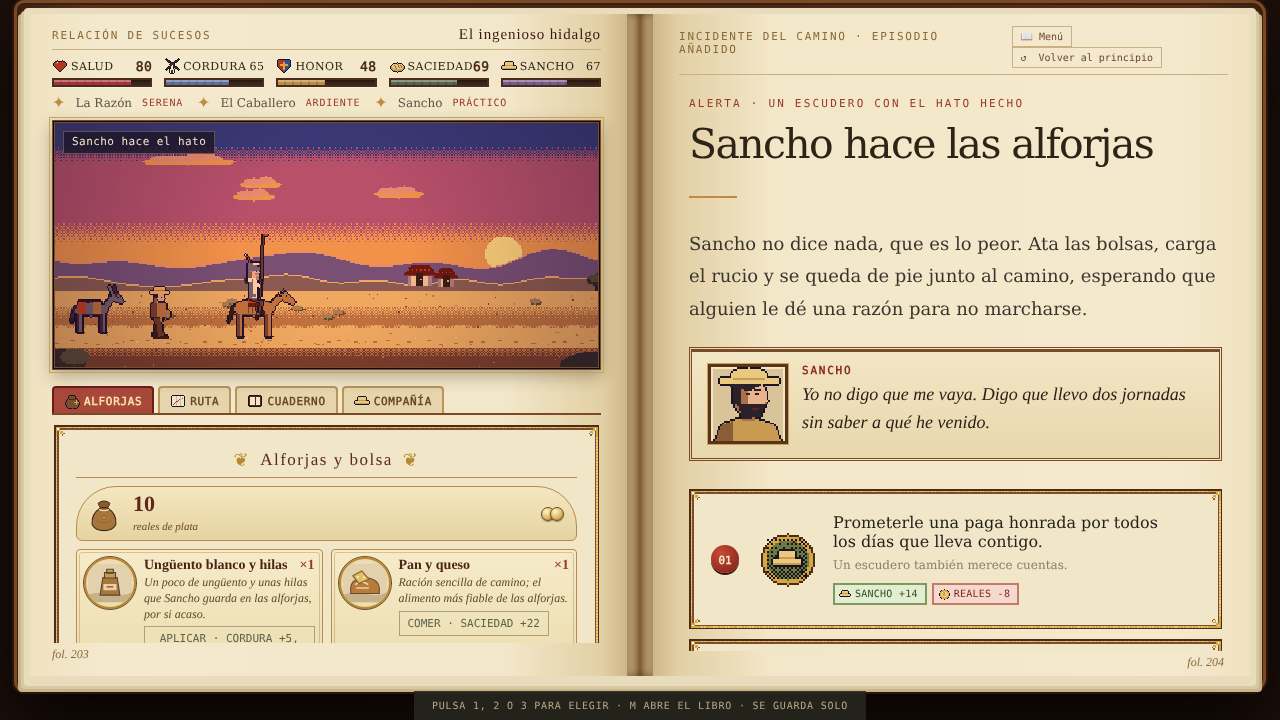 RELACIÓN DE SUCESOS
El ingenioso hidalgo
SALUD 80
CORDURA 65
HONOR 48
SACIEDAD 69
SANCHO 67
La Razón SERENA
El Caballero ARDIENTE
Sancho PRÁCTICO
Sancho hace el hato
ALFORJAS
RUTA
CUADERNO
COMPAÑÍA
Alforjas y bolsa
10
reales de plata
Ungüento blanco y hilas ×1
Un poco de ungüento y unas hilas
que Sancho guarda en las alforjas,
por si acaso.
APLICAR · CORDURA +5,
Pan y queso ×1
Ración sencilla de camino; el
alimento más fiable de las alforjas.
COMER · SACIEDAD +22
fol. 203
INCIDENTE DEL CAMINO · EPISODIO
AÑADIDO
Menú
Volver al principio
ALERTA · UN ESCUDERO CON EL HATO HECHO
Sancho hace las alforjas
Sancho no dice nada, que es lo peor. Ata las bolsas, carga
el rucio y se queda de pie junto al camino, esperando que
alguien le dé una razón para no marcharse.
SANCHO
Yo no digo que me vaya. Digo que llevo dos jornadas
sin saber a qué he venido.
01
Prometerle una paga honrada por todos
los días que lleva contigo.
Un escudero también merece cuentas.
SANCHO +14
REALES -8
fol. 204
PULSA 1, 2 O 3 PARA ELEGIR · M ABRE EL LIBRO · SE GUARDA SOLO